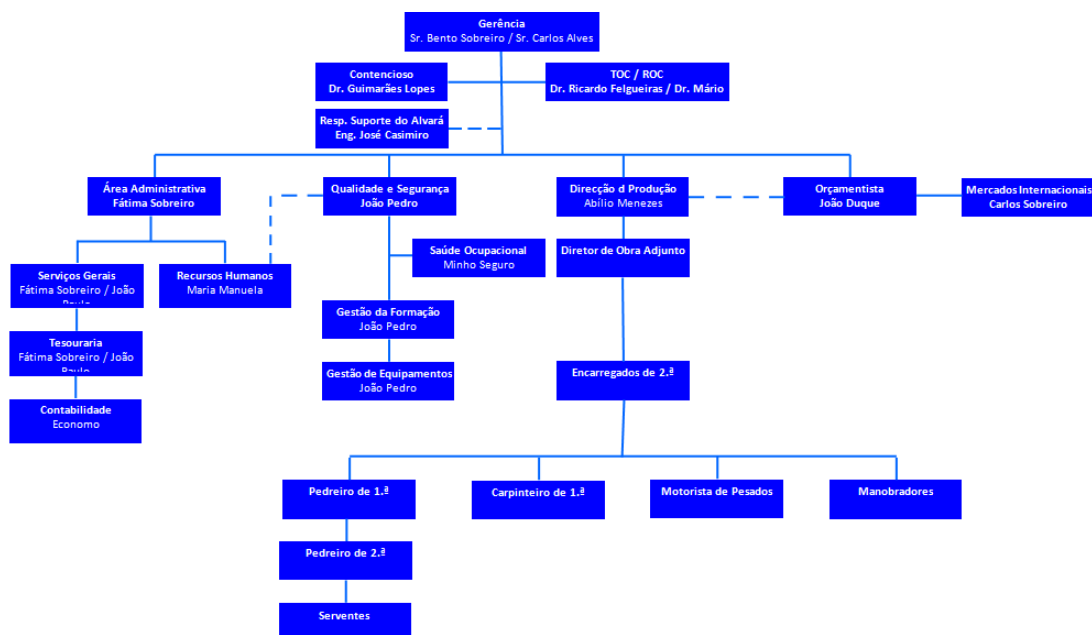 Gerência
Sr. Bento Sobreiro / Sr. Carlos Alves
Contencioso
Dr. Guimarães Lopes
TOC / ROC
Dr. Ricardo Felgueiras / Dr. Mário
Resp. Suporte do Alvará
Eng. José Casimiro
Área Administrativa
Fátima Sobreiro
Qualidade e Segurança
João Pedro
Direcção d Produção
Abílio Menezes
Orçamentista
João Duque
Mercados Internacionais
Carlos Sobreiro
Serviços Gerais
Fátima Sobreiro / João
Recursos Humanos
Maria Manuela
Saúde Ocupacional
Minho Seguro
Diretor de Obra Adjunto
Gestão da Formação
João Pedro
Tesouraria
Fátima Sobreiro / João
Gestão de Equipamentos
João Pedro
Encarregados de 2.ª
Contabilidade
Economo
Pedreiro de 1.ª
Carpinteiro de 1.ª
Motorista de Pesados
Manobradores
Pedreiro de 2.ª
Serventes